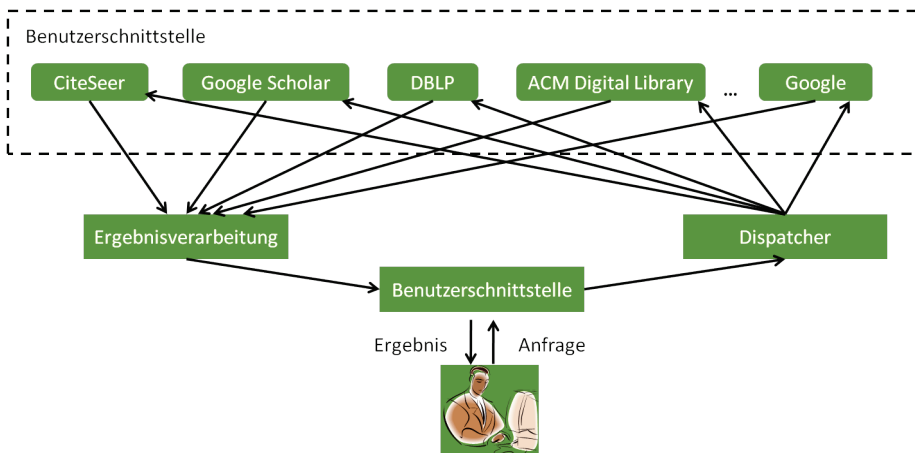 Benutzerschnittstelle
CiteSeer
Google Scholar
DBLP
ACM Digital Library
...
Google
Ergebnisverarbeitung
Dispatcher
Benutzerschnittstelle
Ergebnis
Anfrage